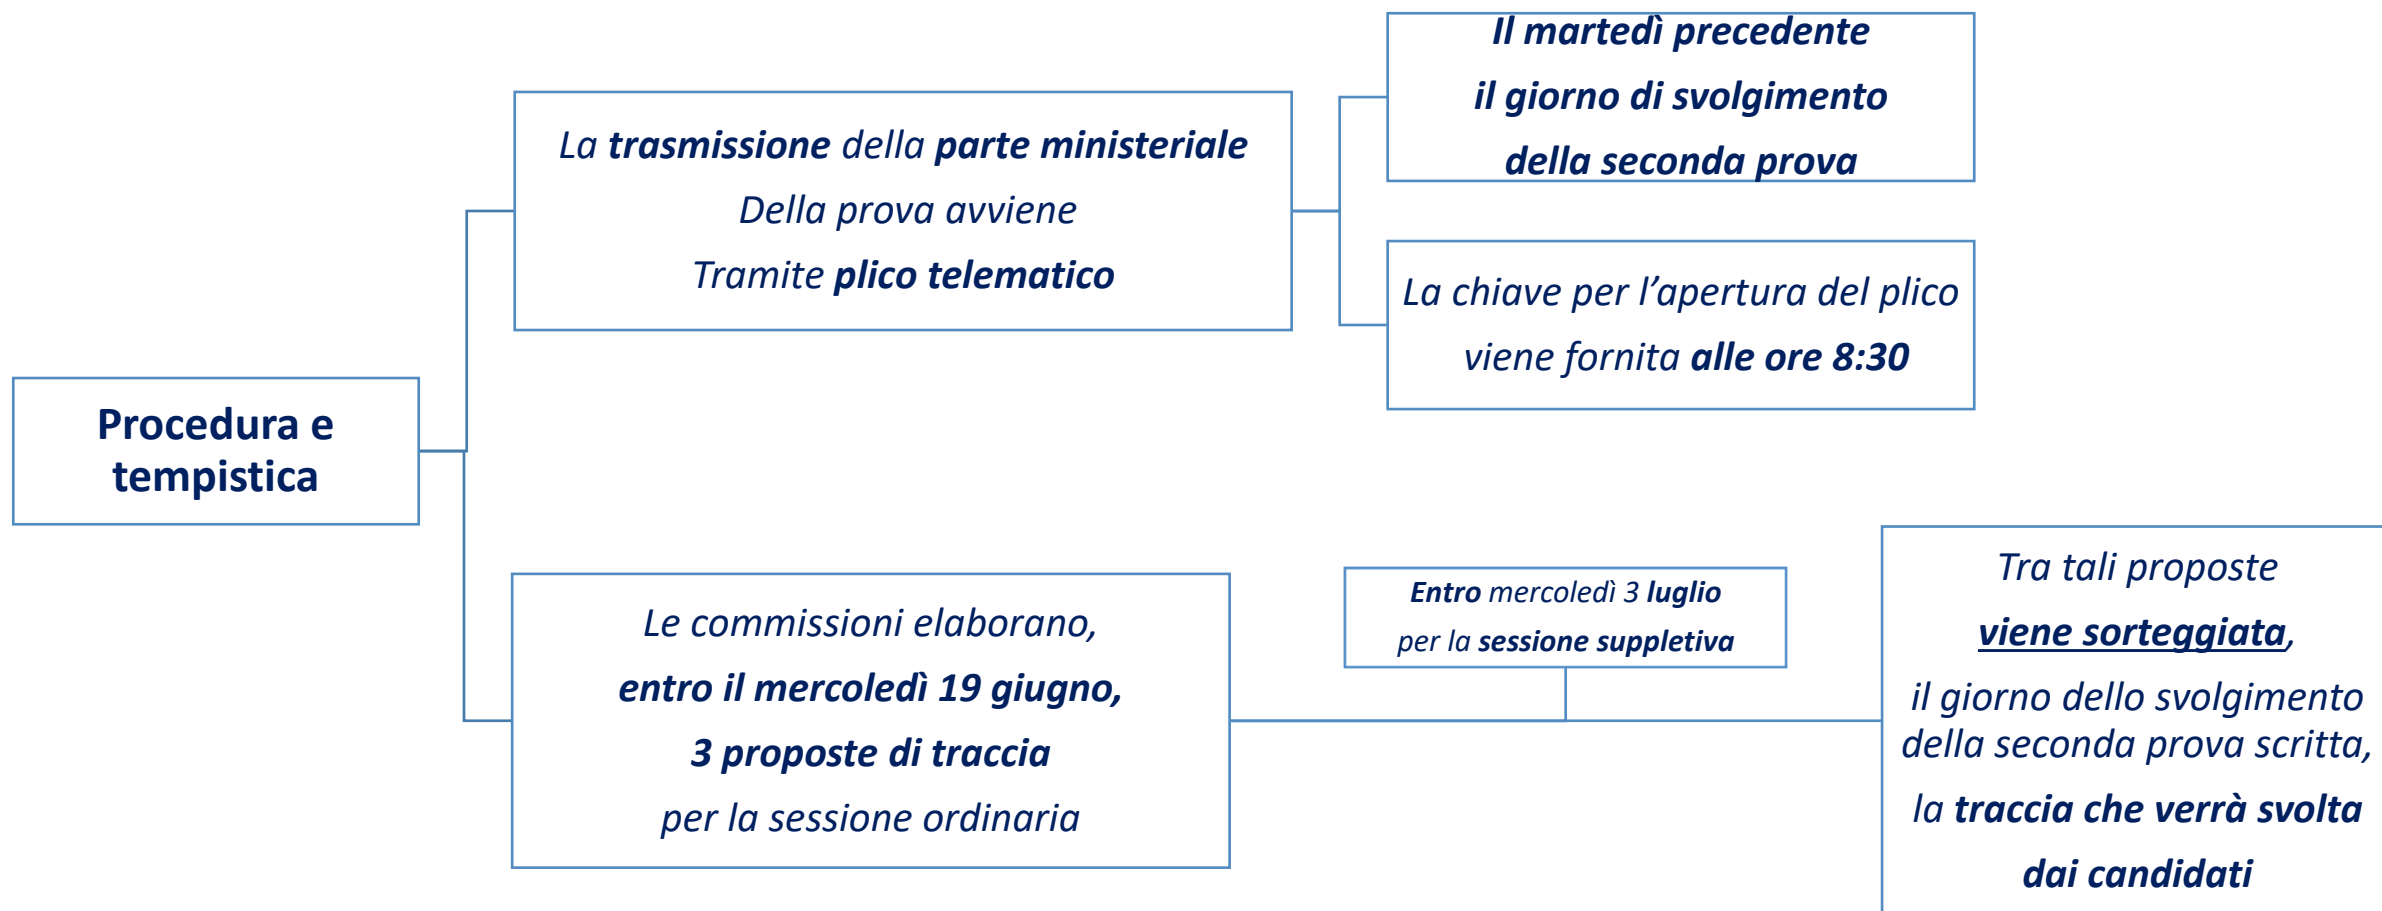 Il martedì precedente
il giorno di svolgimento
della seconda prova
La trasmissione della parte ministeriale
Della prova avviene
Tramite plico telematico
La chiave per l’apertura del plico
viene fornita alle ore 8:30
Procedura e
tempistica
Le commissioni elaborano,
entro il mercoledì 19 giugno,
3 proposte di traccia
per la sessione ordinaria
Entro mercoledì 3 luglio
per la sessione suppletiva
Tra tali proposte
viene sorteggiata,
il giorno dello svolgimento
della seconda prova scritta,
la traccia che verrà svolta
dai candidati